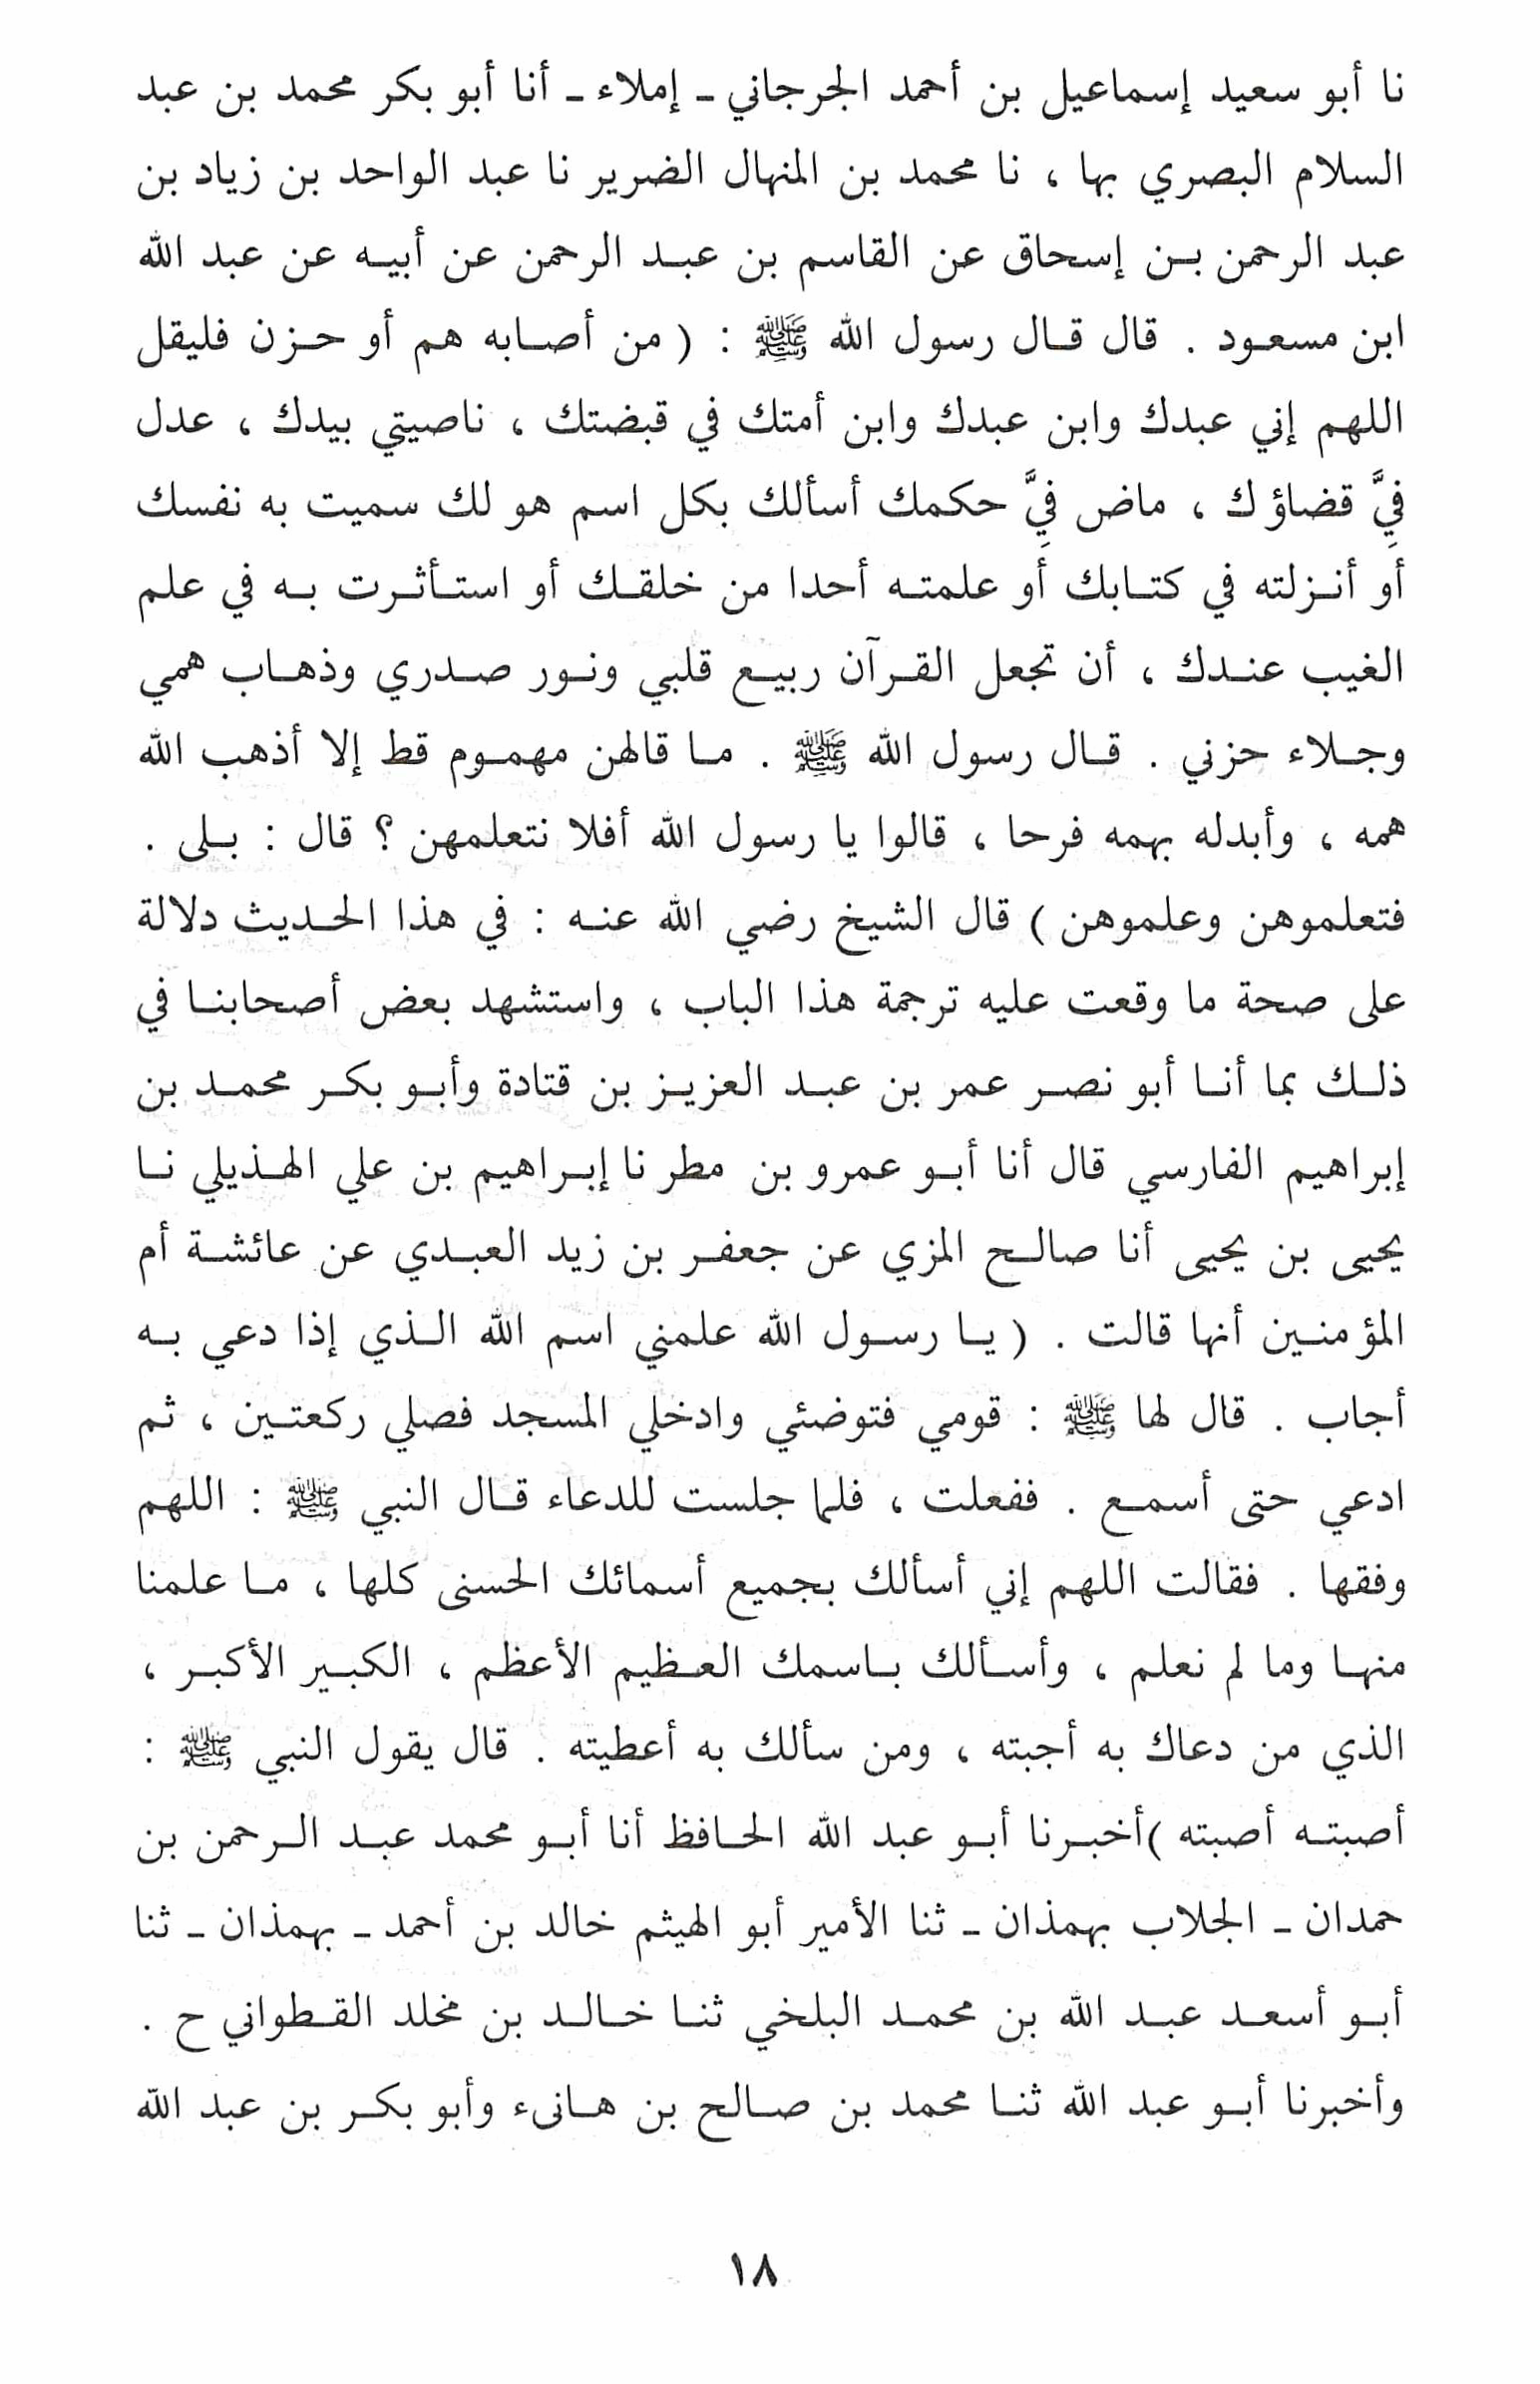 نا أبو سعيد إسماعيل بن أحمد الجرجاني ـ إملاء ـ أنا أبو بكر محمد بن عبد
السلام البصري بها ، نا محمد بن المنهال الضرير نا عبد الواحد بن زياد بن
عبد الرحمن بن إسحاق عن القاسم بن عبد الرحمن عن أبيه عن عبد الله
ابن مسعود . قال قال رسول الله ﷺ : ( من أصابه هم أو حزن فليقل
اللهم إني عبدك وابن عبدك وابن أمتك في قبضتك ، ناصيتي بيدك ، عدل
فِيَّ قضاؤك ، ماض فِيَّ حكمك أسألك بكل اسم هو لك سميت به نفسك
أو أنزلته في كتابك أو علمته أحدا من خلقك أو استأثرت به في علم
الغيب عندك ، أن تجعل القرآن ربيع قلبي ونور صدري وذهاب همي
وجلاء حزني . قال رسول الله ﷺ . ما قالهن مهموم قط إلا أذهب الله
همه ، وأبدله بهمه فرحا ، قالوا يا رسول الله أفلا نتعلمهن ؟ قال : بلى .
فتعلموهن وعلموهن ) قال الشيخ رضي الله عنه : في هذا الحديث دلالة
على صحة ما وقعت عليه ترجمة هذا الباب ، واستشهد بعض أصحابنا في
ذلك بما أنا أبو نصر عمر بن عبد العزيز بن قتادة وأبو بكر محمد بن
إبراهيم الفارسي قال أنا أبو عمرو بن مطر نا إبراهيم بن علي الهذيلي نا
يحيى بن يحيى أنا صالح المزي عن جعفر بن زيد العبدي عن عائشة أم
المؤمنين أنها قالت . ( يا رسول الله علمني اسم الله الذي إذا دعي به
أجاب . قال لها ﷺ : قومي فتوضئي وادخلي المسجد فصلي ركعتين ، ثم
ادعي حتى أسمع . ففعلت ، فلما جلست للدعاء قال النبي ﷺ : اللهم
وفقها . فقالت اللهم إني أسألك بجميع أسمائك الحسنى كلها ، ما علمنا
منها وما لم نعلم ، وأسألك باسمك العظيم الأعظم ، الكبير الأكبر ،
الذي من دعاك به أجبته ، ومن سألك به أعطيته . قال يقول النبي ﷺ :
أصبته أصبته )أخبرنا أبو عبد الله الحافظ أنا أبو محمد عبد الرحمن بن
حمدان ـ الجلاب بهمذان ـ ثنا الأمير أبو الهيثم خالد بن أحمد ـ بهمذان ـ ثنا
أبو أسعد عبد الله بن محمد البلخي ثنا خالد بن مخلد القطواني ح .
وأخبرنا أبو عبد الله ثنا محمد بن صالح بن هانىء وأبو بكر بن عبد الله
١٨